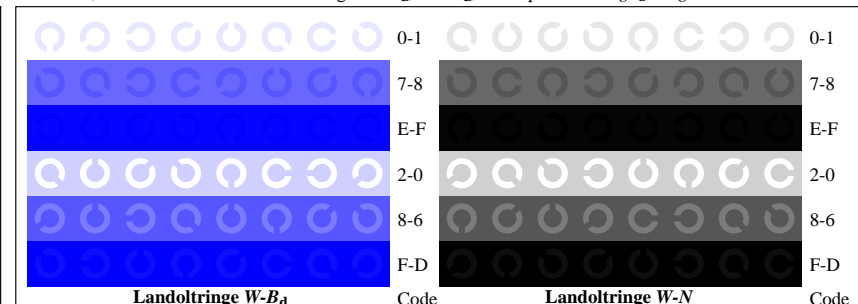 0-1 0-1
7-8 7-8
E-F E-F
2-0 2-0
8-6 8-6
F-D F-D
Landoltringe W-Bd Code Landoltringe W-N Code